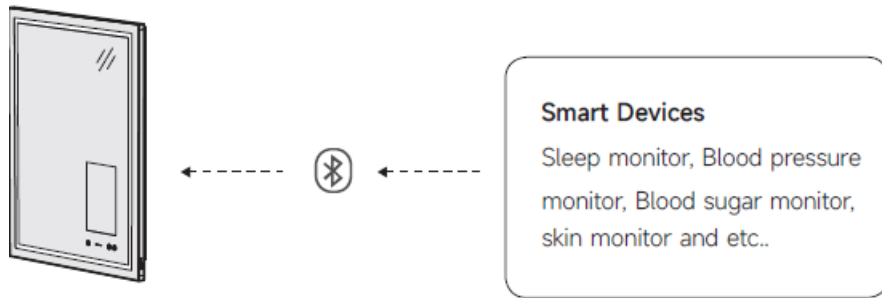 Smart Devices
Sleep monitor, Blood pressure
monitor, Blood sugar monitor,
skin monitor and etc..